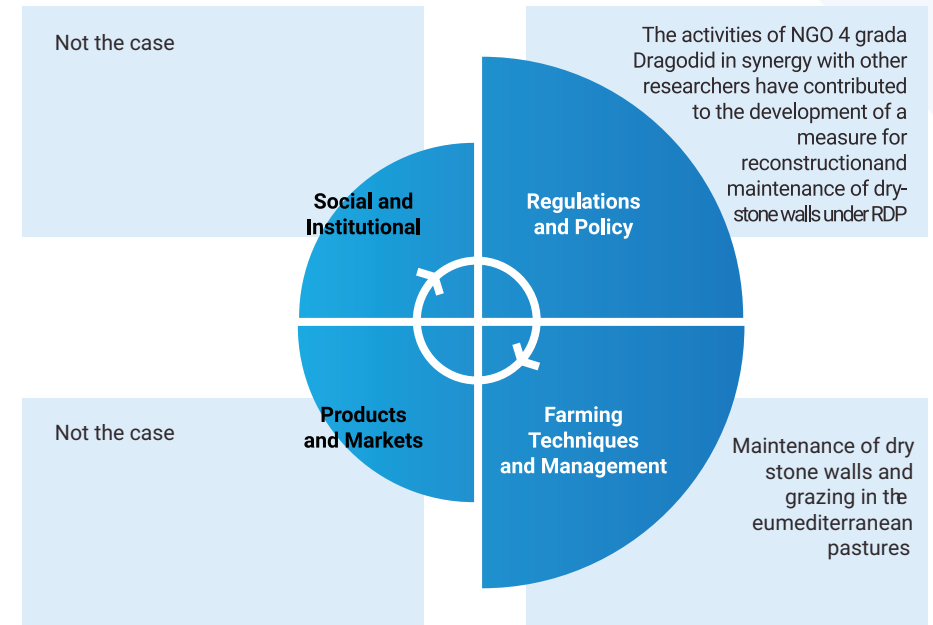 Not the case
The activities of NGO 4 grada
Dragodid in synergy with other
researchers have contributed
to the development of a
measure for
reconstructionand
maintenance of dry-
stone walls under RDP
Social and
Institutional
Regulations
and Policy
Products
and Markets
Farming
Techniques
and Management
Not the case
Maintenance of dry
stone walls and
grazing in the
eumediterranean
pastures